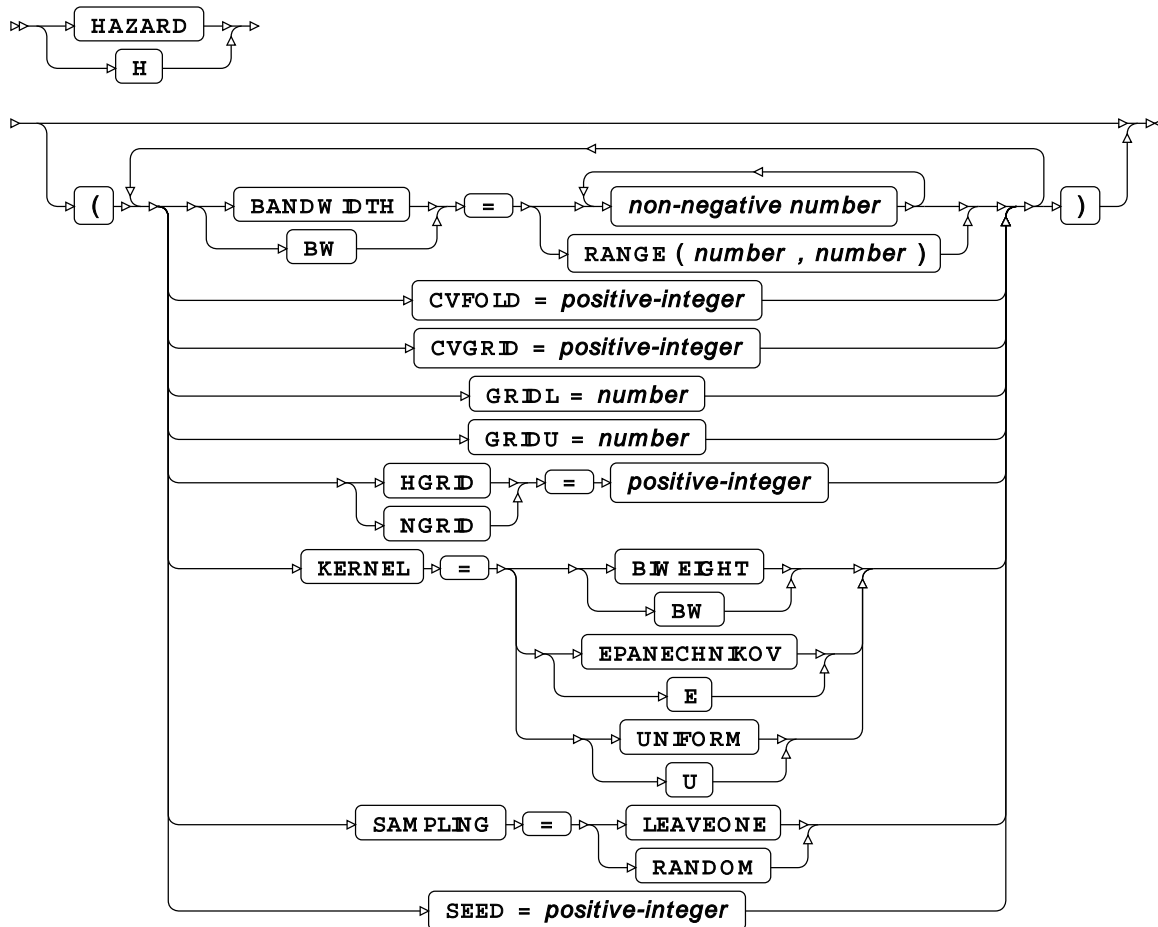 HAZARD
H
( BANDWIDTH = non-negative number )
BW RANGE ( number , number )
CVFOLD = positive-integer
CVGRID = positive-integer
GRIDL = number
GRIDU = number
HGRID = positive-integer
NGRID
KERNEL = BIWEIGHT
BW
EPANECHNIKOV
E
UNIFORM
U
SAMPLING = LEAVEONE
RANDOM
SEED = positive-integer